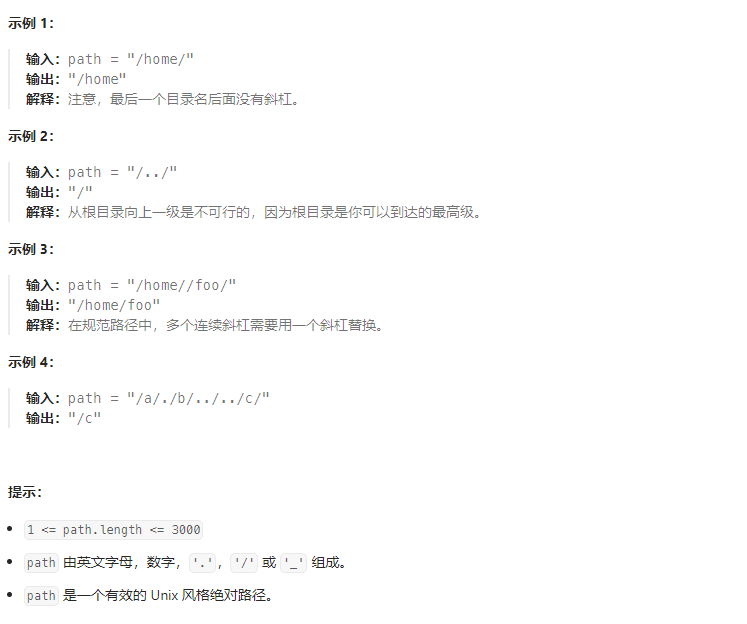 示例 1：
输入：path = "/home/"
输出："/home"
解释：注意，最后一个目录名后面没有斜杠。
示例 2：
输入：path = "/../"
输出："/"
解释：从根目录向上一级是不可行的，因为根目录是你可以到达的最高级。
示例 3：
输入：path = "/home//foo/"
输出："/home/foo"
解释：在规范路径中，多个连续斜杠需要用一个斜杠替换。
示例 4：
输入：path = "/a/./b/../../c/"
输出："/c"
提示：
• 1 <= path.length <= 3000
• path 由英文字母，数字，'.'，'/' 或 '_' 组成。
• path 是一个有效的 Unix 风格绝对路径。